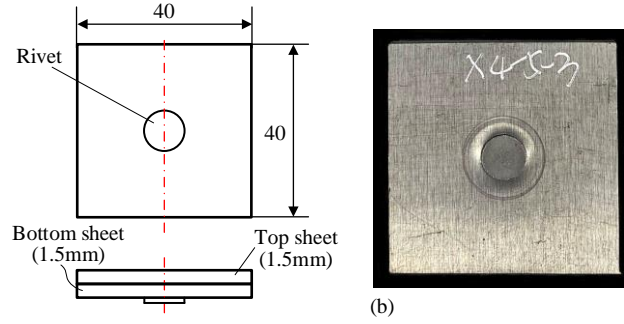 40
Rivet
40
Bottom sheet
(1.5mm)
Top sheet
(1.5mm)
X4-5-3
(b)